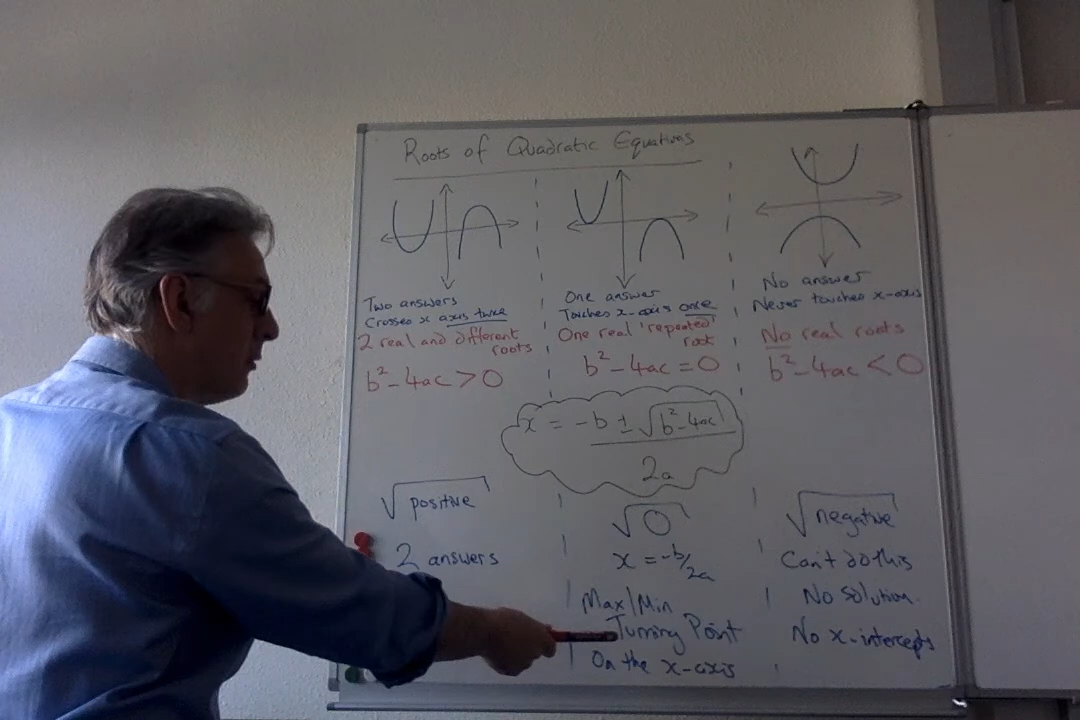 Roots of Quadratic Equations
Two answers
Crosses x axis twice
2 real and different
roots
b²-4ac > 0
One answer
Touches x-axis once
One real 'repeated'
root
b²-4ac = 0
No answer
Never touches x-axis
No real roots
b²-4ac < 0
x = -b ± √b²-4ac
2a
√positive
2 answers
√0
x = -b/2a
Max/Min
Turning Point
On the x-axis
√negative
Can't do this
No solution.
No x-intercepts